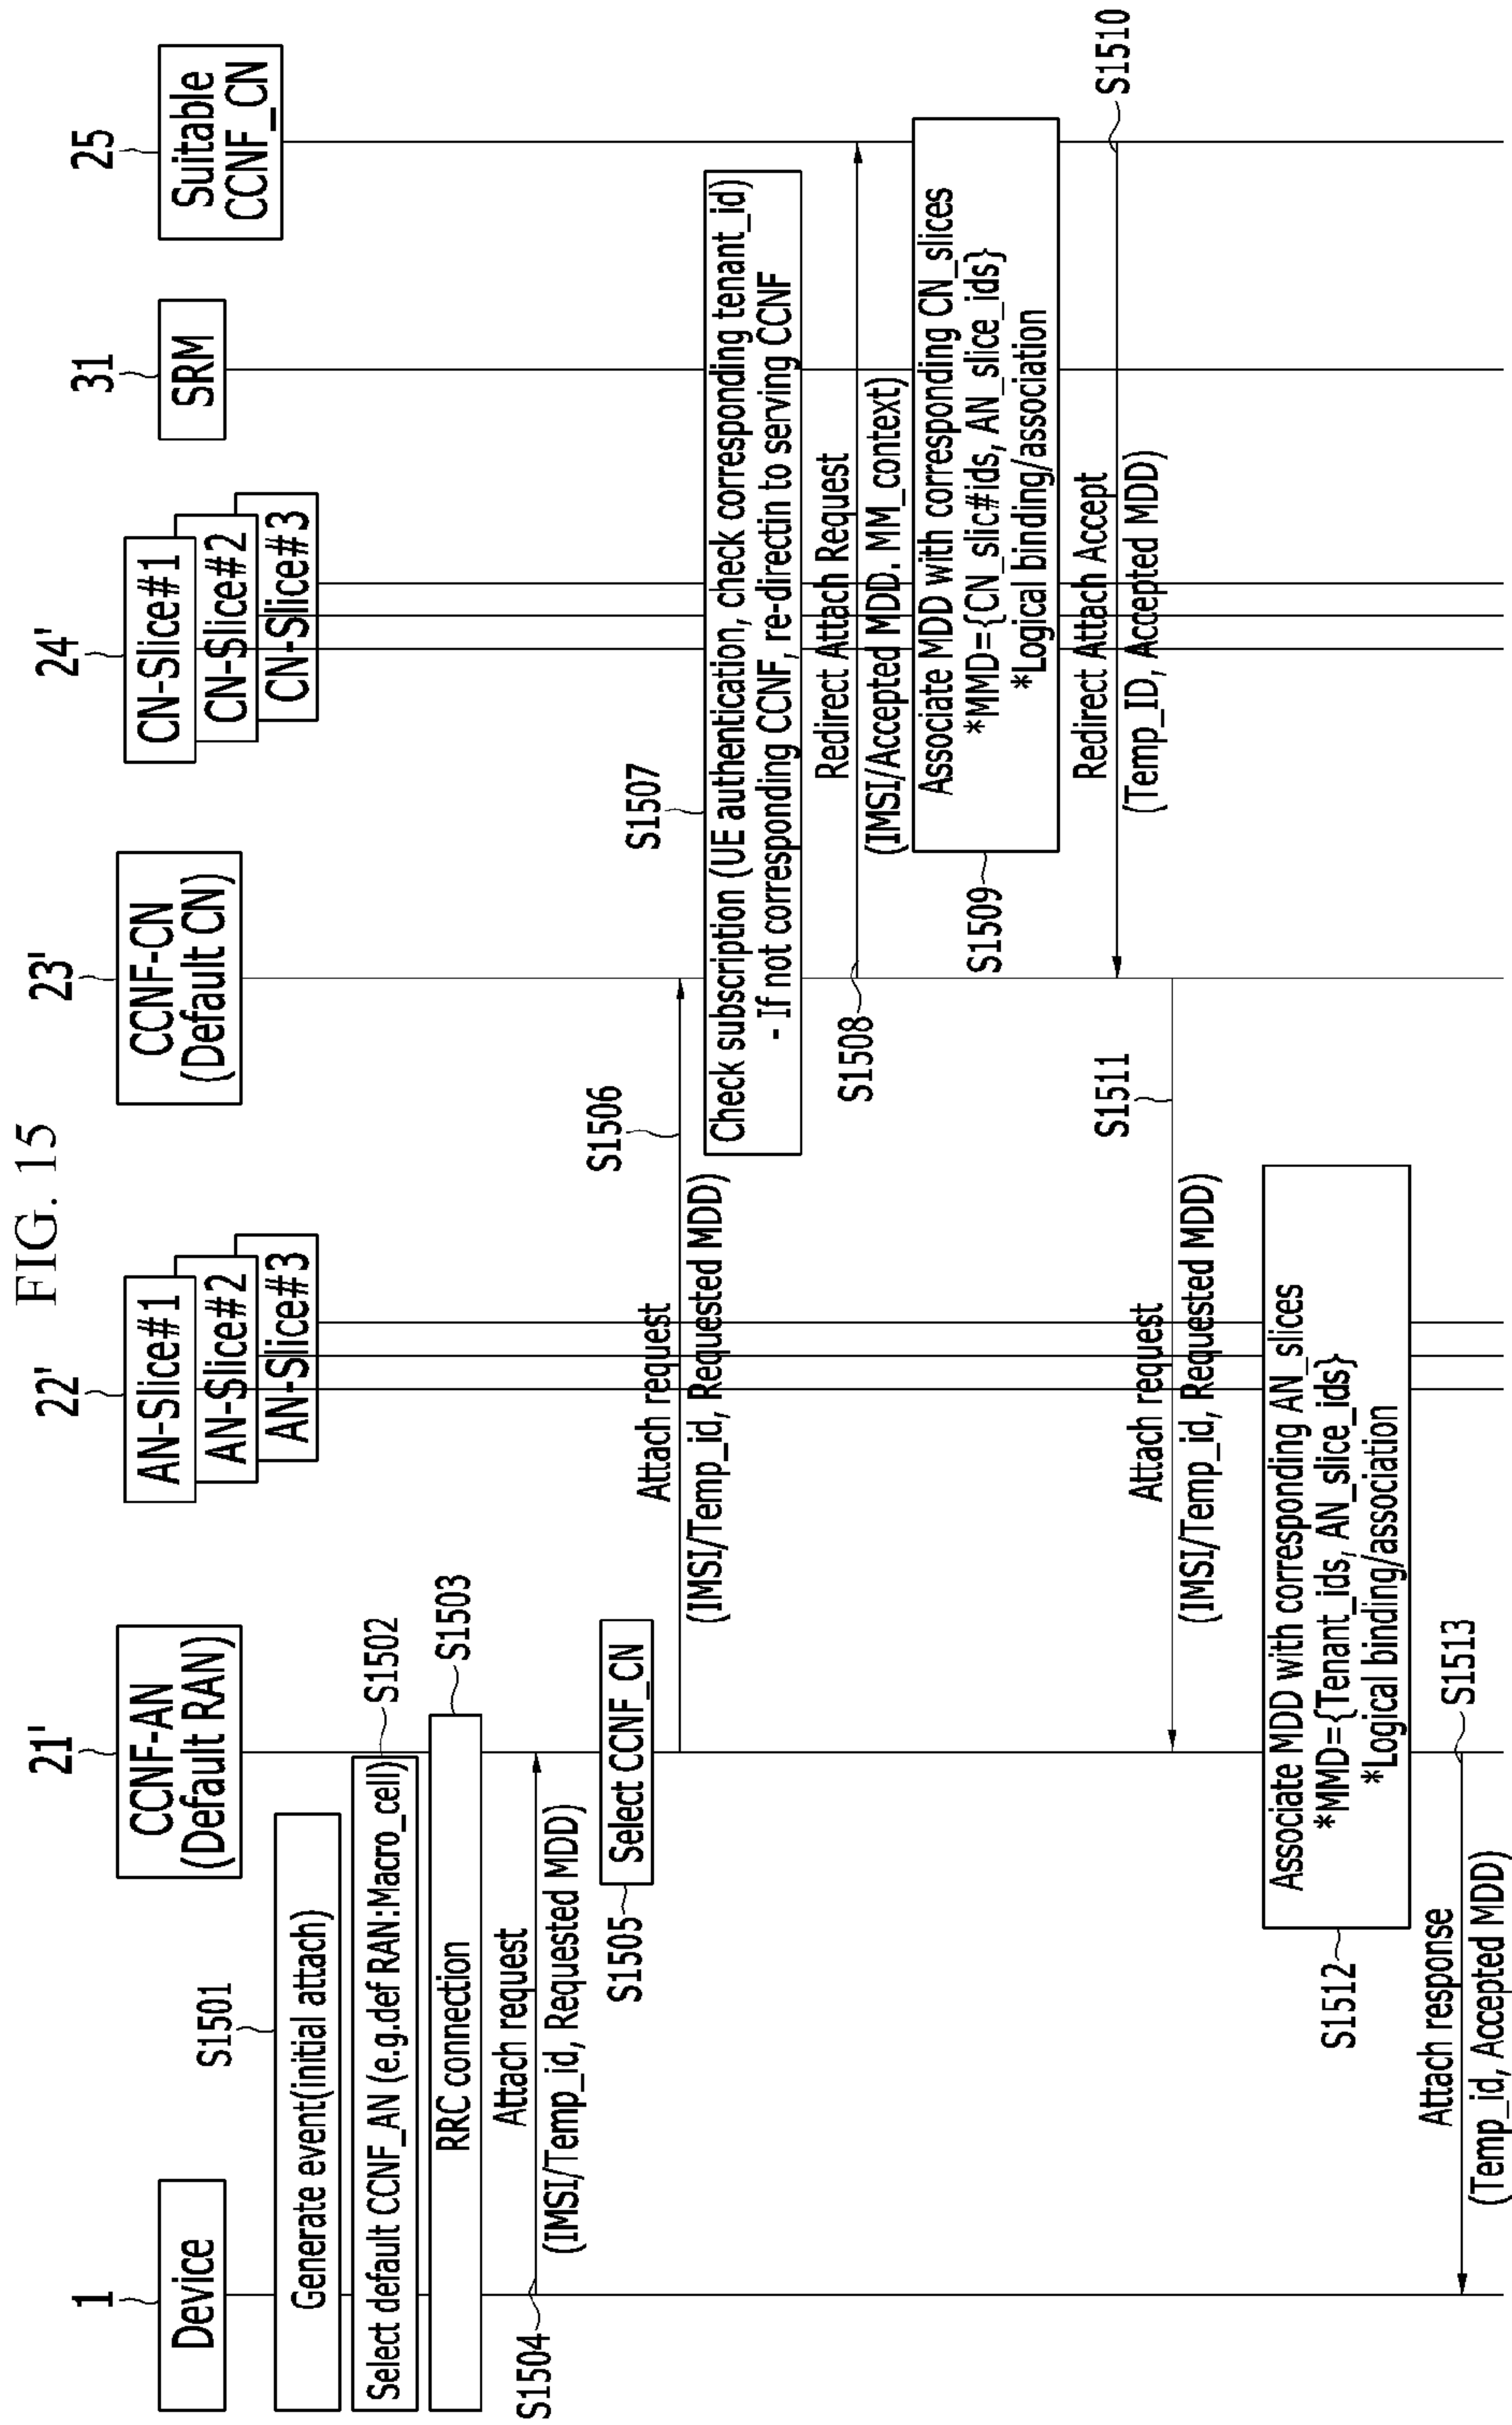 FIG. 15
1
Device
21'
CCNF-AN
(Default RAN)
22'
AN-Slice#1
AN-Slice#2
AN-Slice#3
23'
CCNF-CN
(Default CN)
24'
CN-Slice#1
CN-Slice#2
CN-Slice#3
31
SRM
25
Suitable
CCNF_CN
S1501
Generate event(initial attach)
Select default CCNF_AN (e.g.def RAN:Macro_cell)
S1502
RRC connection
S1503
S1504
Attach request
(IMSI/Temp_id, Requested MDD)
S1505
Select CCNF_CN
Attach request
(IMSI/Temp_id, Requested MDD)
S1506
S1507
Check subscription (UE authentication, check corresponding tenant_id)
- If not corresponding CCNF, re-directin to serving CCNF
S1508
Redirect Attach Request
(IMSI/Accepted MDD. MM_context)
S1509
Associate MDD with corresponding CN_slices
*MMD={CN_slic#ids, AN_slice_ids}
*Logical binding/association
Redirect Attach Accept
(Temp_ID, Accepted MDD)
S1510
Attach request
(IMSI/Temp_id, Requested MDD)
S1511
S1512
Associate MDD with corresponding AN_slices
*MMD={Tenant_ids, AN_slice_ids}
*Logical binding/association
Attach response
(Temp_id, Accepted MDD)
S1513